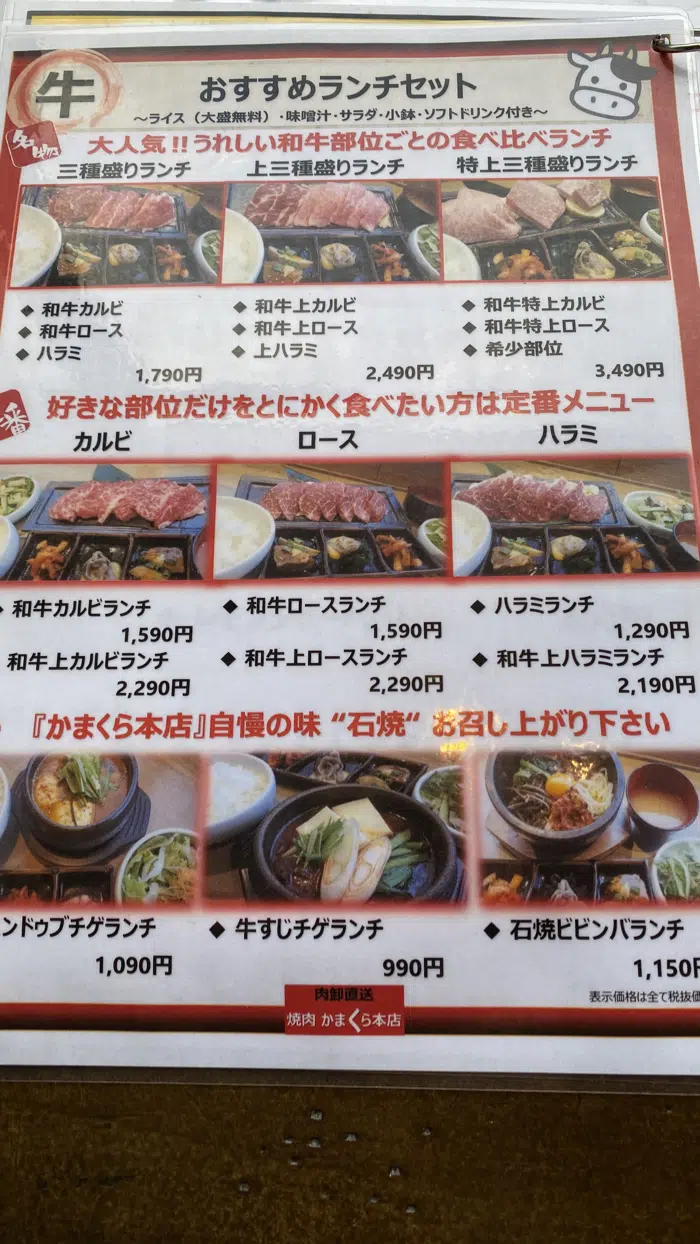 牛
おすすめランチセット
～ライス（大盛無料）・味噌汁・サラダ・小鉢・ソフトドリンク付き～
名物
大人気!!うれしい和牛部位ごとの食べ比べランチ
三種盛りランチ
上三種盛りランチ
特上三種盛りランチ
◆ 和牛カルビ
◆ 和牛ロース
◆ ハラミ
1,790円
◆ 和牛上カルビ
◆ 和牛上ロース
◆ 上ハラミ
2,490円
◆ 和牛特上カルビ
◆ 和牛特上ロース
◆ 希少部位
3,490円
番
好きな部位だけをとにかく食べたい方は定番メニュー
カルビ
ロース
ハラミ
◆ 和牛カルビランチ
1,590円
和牛上カルビランチ
2,290円
◆ 和牛ロースランチ
1,590円
◆ 和牛上ロースランチ
2,290円
◆ ハラミランチ
1,290円
◆ 和牛上ハラミランチ
2,190円
『かまくら本店』自慢の味 “石焼“ お召し上がり下さい
ンドゥブチゲランチ
1,090円
◆ 牛すじチゲランチ
990円
◆ 石焼ビビンバランチ
1,150円
表示価格は全て税抜価
肉卸直送
焼肉 かまくら本店